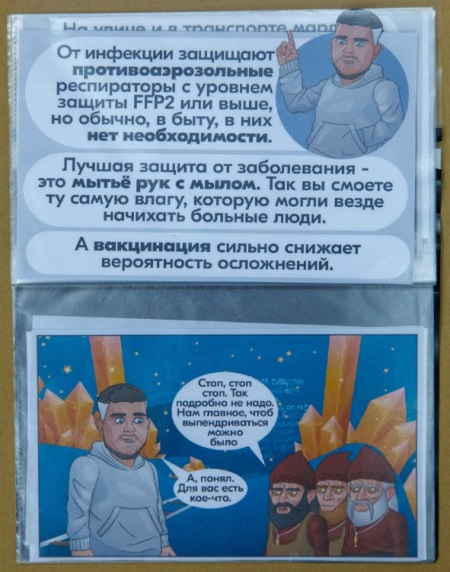 На улице и в транспорте марл
От инфекции защищают
противоаэрозольные
респираторы с уровнем
защиты FFP2 или выше,
но обычно, в быту, в них
нет необходимости.
Лучшая защита от заболевания -
это мытьё рук с мылом. Так вы смоете
ту самую влагу, которую могли везде
начихать больные люди.
А вакцинация сильно снижает
вероятность осложнений.
Стоп, стоп
стоп. Так
подробно не надо.
Нам главное, чтоб
выпендриваться
можно
было
А, понял.
Для вас есть
кое-что.